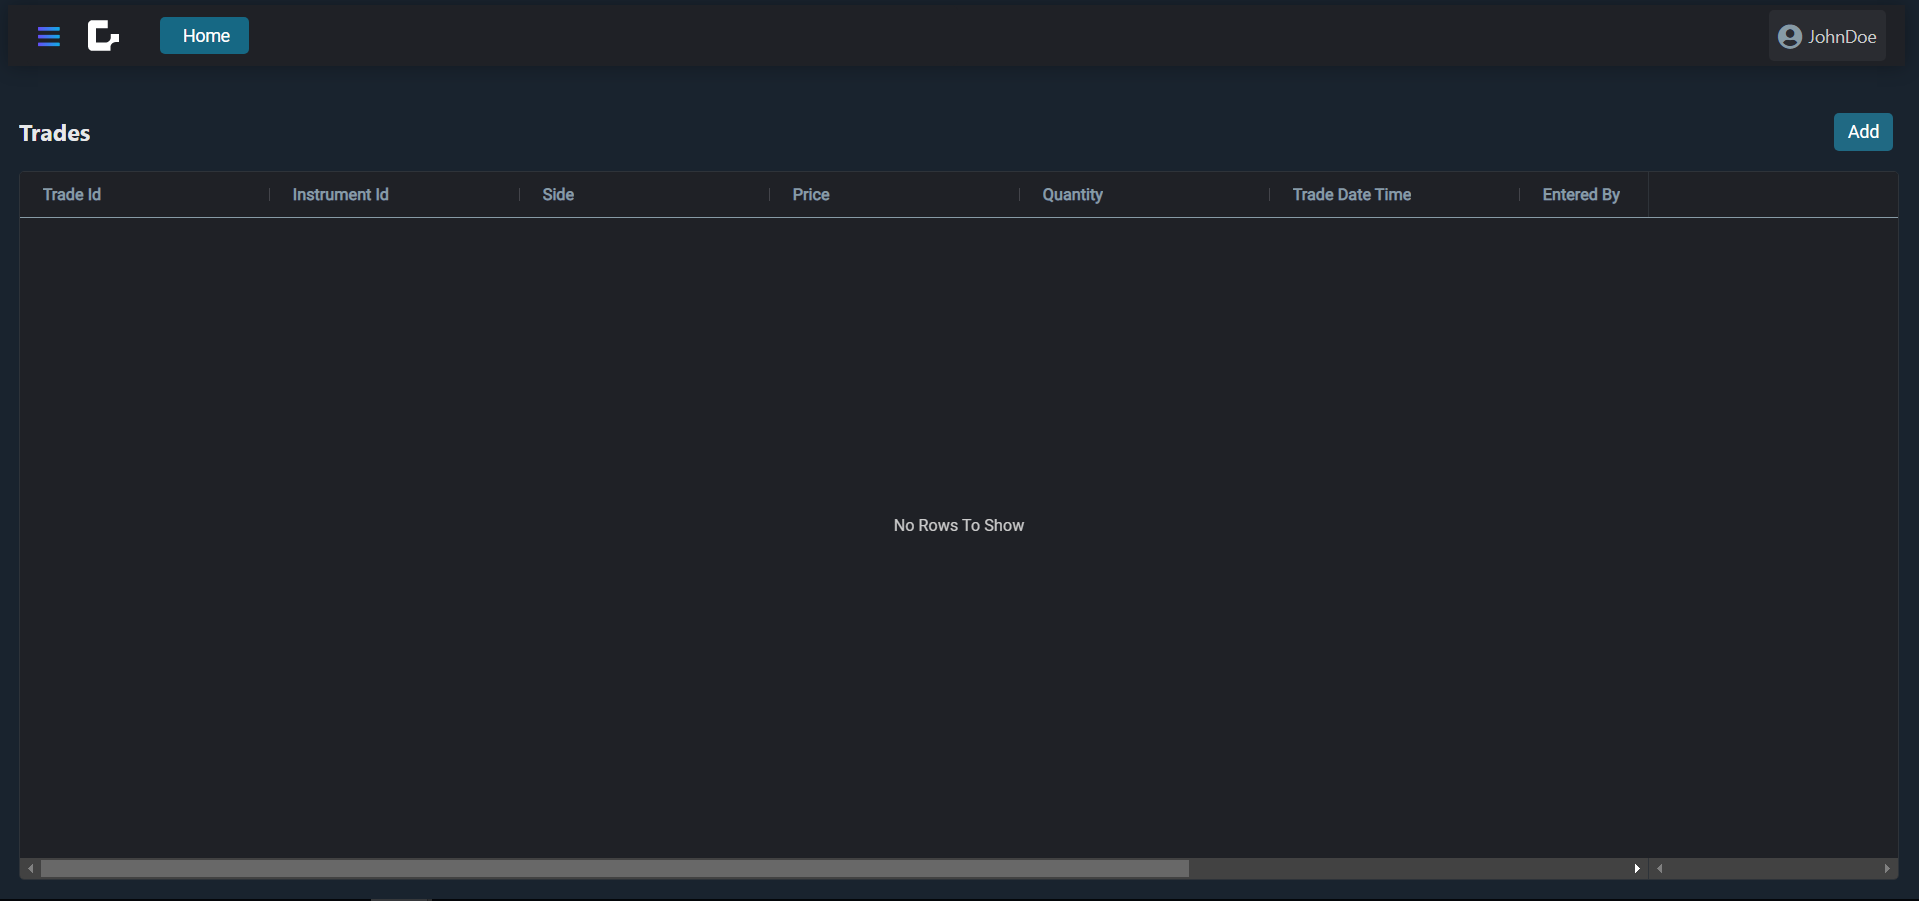 Home
JohnDoe
Trades
Add
Trade Id Instrument Id Side Price Quantity Trade Date Time Entered By
No Rows To Show